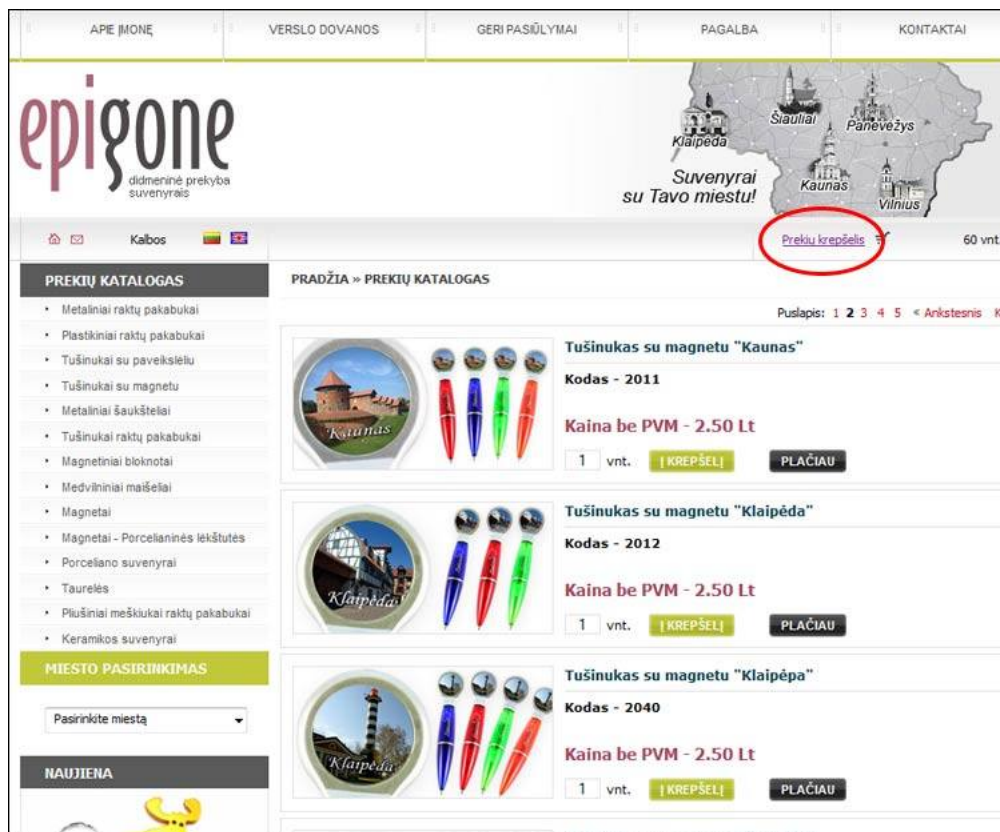 APIE ĮMONĘ
VERSLO DOVANOS
GERI PASIŪLYMAI
PAGALBA
KONTAKTAI
epigone
didmeninė prekyba
suvenyrais
Klaipėda
Šiauliai
Panevėžys
Kaunas
Vilnius
Suvenyrai
su Tavo miestu!
Kalbos
Prekių krepšelis
60 vnt.
PREKIŲ KATALOGAS
Metaliniai raktų pakabukai
Plastikiniai raktų pakabukai
Tušinukai su paveikslėliu
Tušinukai su magnetu
Metaliniai šaukšteliai
Tušinukai raktų pakabukai
Magnetiniai bloknotai
Medvilniniai maišeliai
Magnetai
Magnetai - Porcelianinės lėkštutės
Porceliano suvenyrai
Taurelės
Pliušiniai meškiukai raktų pakabukai
Keramikos suvenyrai
MIESTO PASIRINKIMAS
Pasirinkite miestą
NAUJIENA
PRADŽIA » PREKIŲ KATALOGAS
Puslapis: 1 2 3 4 5 « Ankstesnis K
Tušinukas su magnetu "Kaunas"
Kodas - 2011
Kaunas
Kaina be PVM - 2.50 Lt
1 vnt. Į KREPŠELĮ PLAČIAU
Tušinukas su magnetu "Klaipėda"
Kodas - 2012
Klaipėda
Kaina be PVM - 2.50 Lt
1 vnt. Į KREPŠELĮ PLAČIAU
Tušinukas su magnetu "Klaipėpa"
Kodas - 2040
Klaipėda
Kaina be PVM - 2.50 Lt
1 vnt. Į KREPŠELĮ PLAČIAU